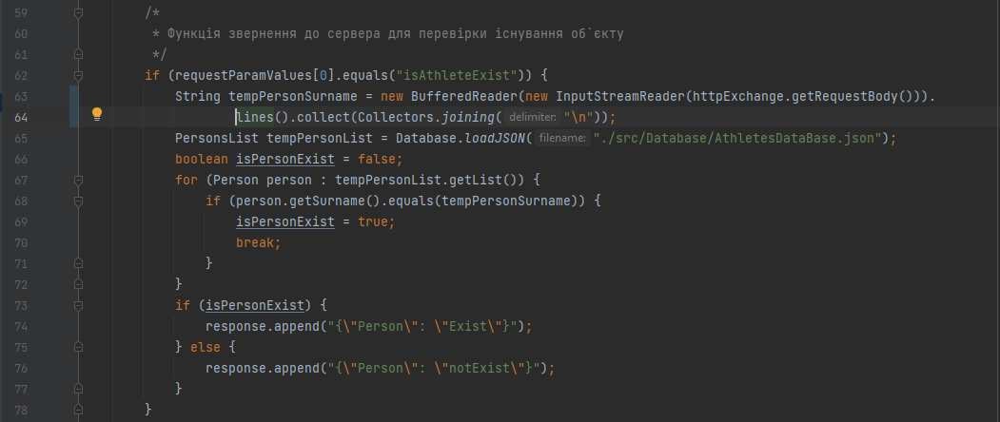 59 /*
60 * Функція звернення до сервера для перевірки існування об`єкту
61 */
62 if (requestParamValues[0].equals("isAthleteExist")) {
63 String tempPersonSurname = new BufferedReader(new InputStreamReader(httpExchange.getRequestBody())).
64 lines().collect(Collectors.joining( delimiter: "\n"));
65 PersonsList tempPersonList = Database.loadJSON( filename: "./src/Database/AthletesDataBase.json");
66 boolean isPersonExist = false;
67 for (Person person : tempPersonList.getList()) {
68 if (person.getSurname().equals(tempPersonSurname)) {
69 isPersonExist = true;
70 break;
71 }
72 }
73 if (isPersonExist) {
74 response.append("{\"Person\": \"Exist\"}");
75 } else {
76 response.append("{\"Person\": \"notExist\"}");
77 }
78 }